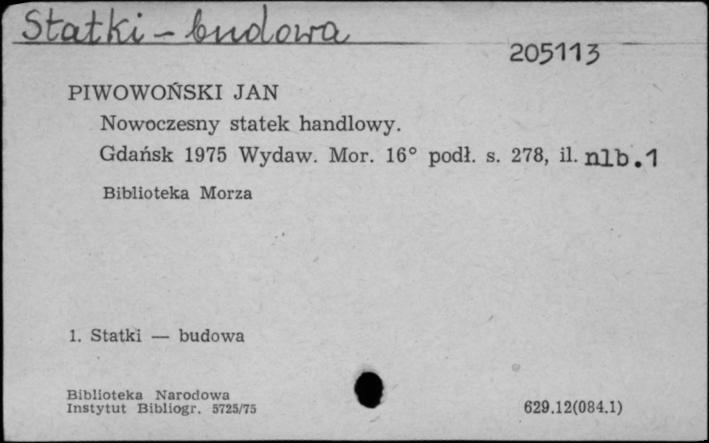 Statki - budowa
205113
PIWOWOŃSKI JAN
Nowoczesny statek handlowy.
Gdańsk 1975 Wydaw. Mor. 16° podł. s. 278, il. nlb.1
Biblioteka Morza
1. Statki — budowa
Biblioteka Narodowa
Instytut Bibliogr. 5725/75
629.12(084.1)